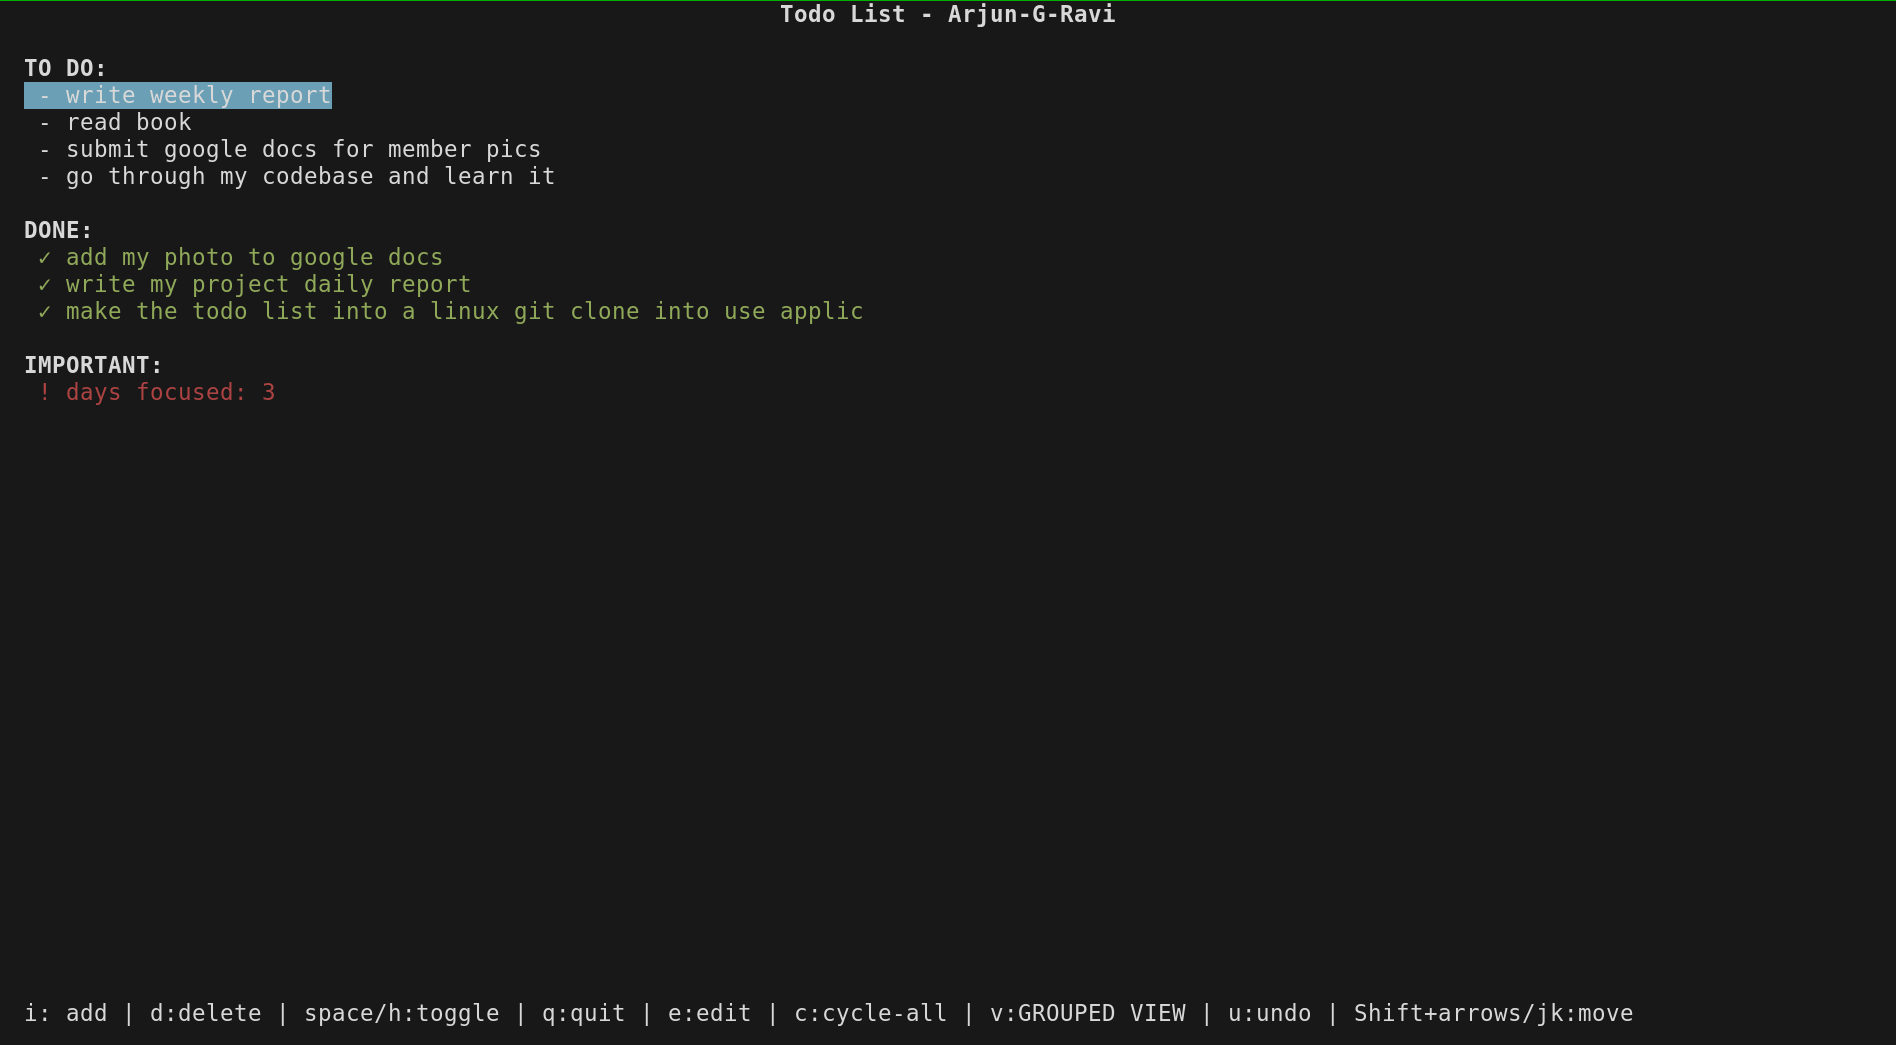 Todo List - Arjun-G-Ravi
TO DO:
- write weekly report
- read book
- submit google docs for member pics
- go through my codebase and learn it
DONE:
✓ add my photo to google docs
✓ write my project daily report
✓ make the todo list into a linux git clone into use applic
IMPORTANT:
! days focused: 3
i: add | d:delete | space/h:toggle | q:quit | e:edit | c:cycle-all | v:GROUPED VIEW | u:undo | Shift+arrows/jk:move